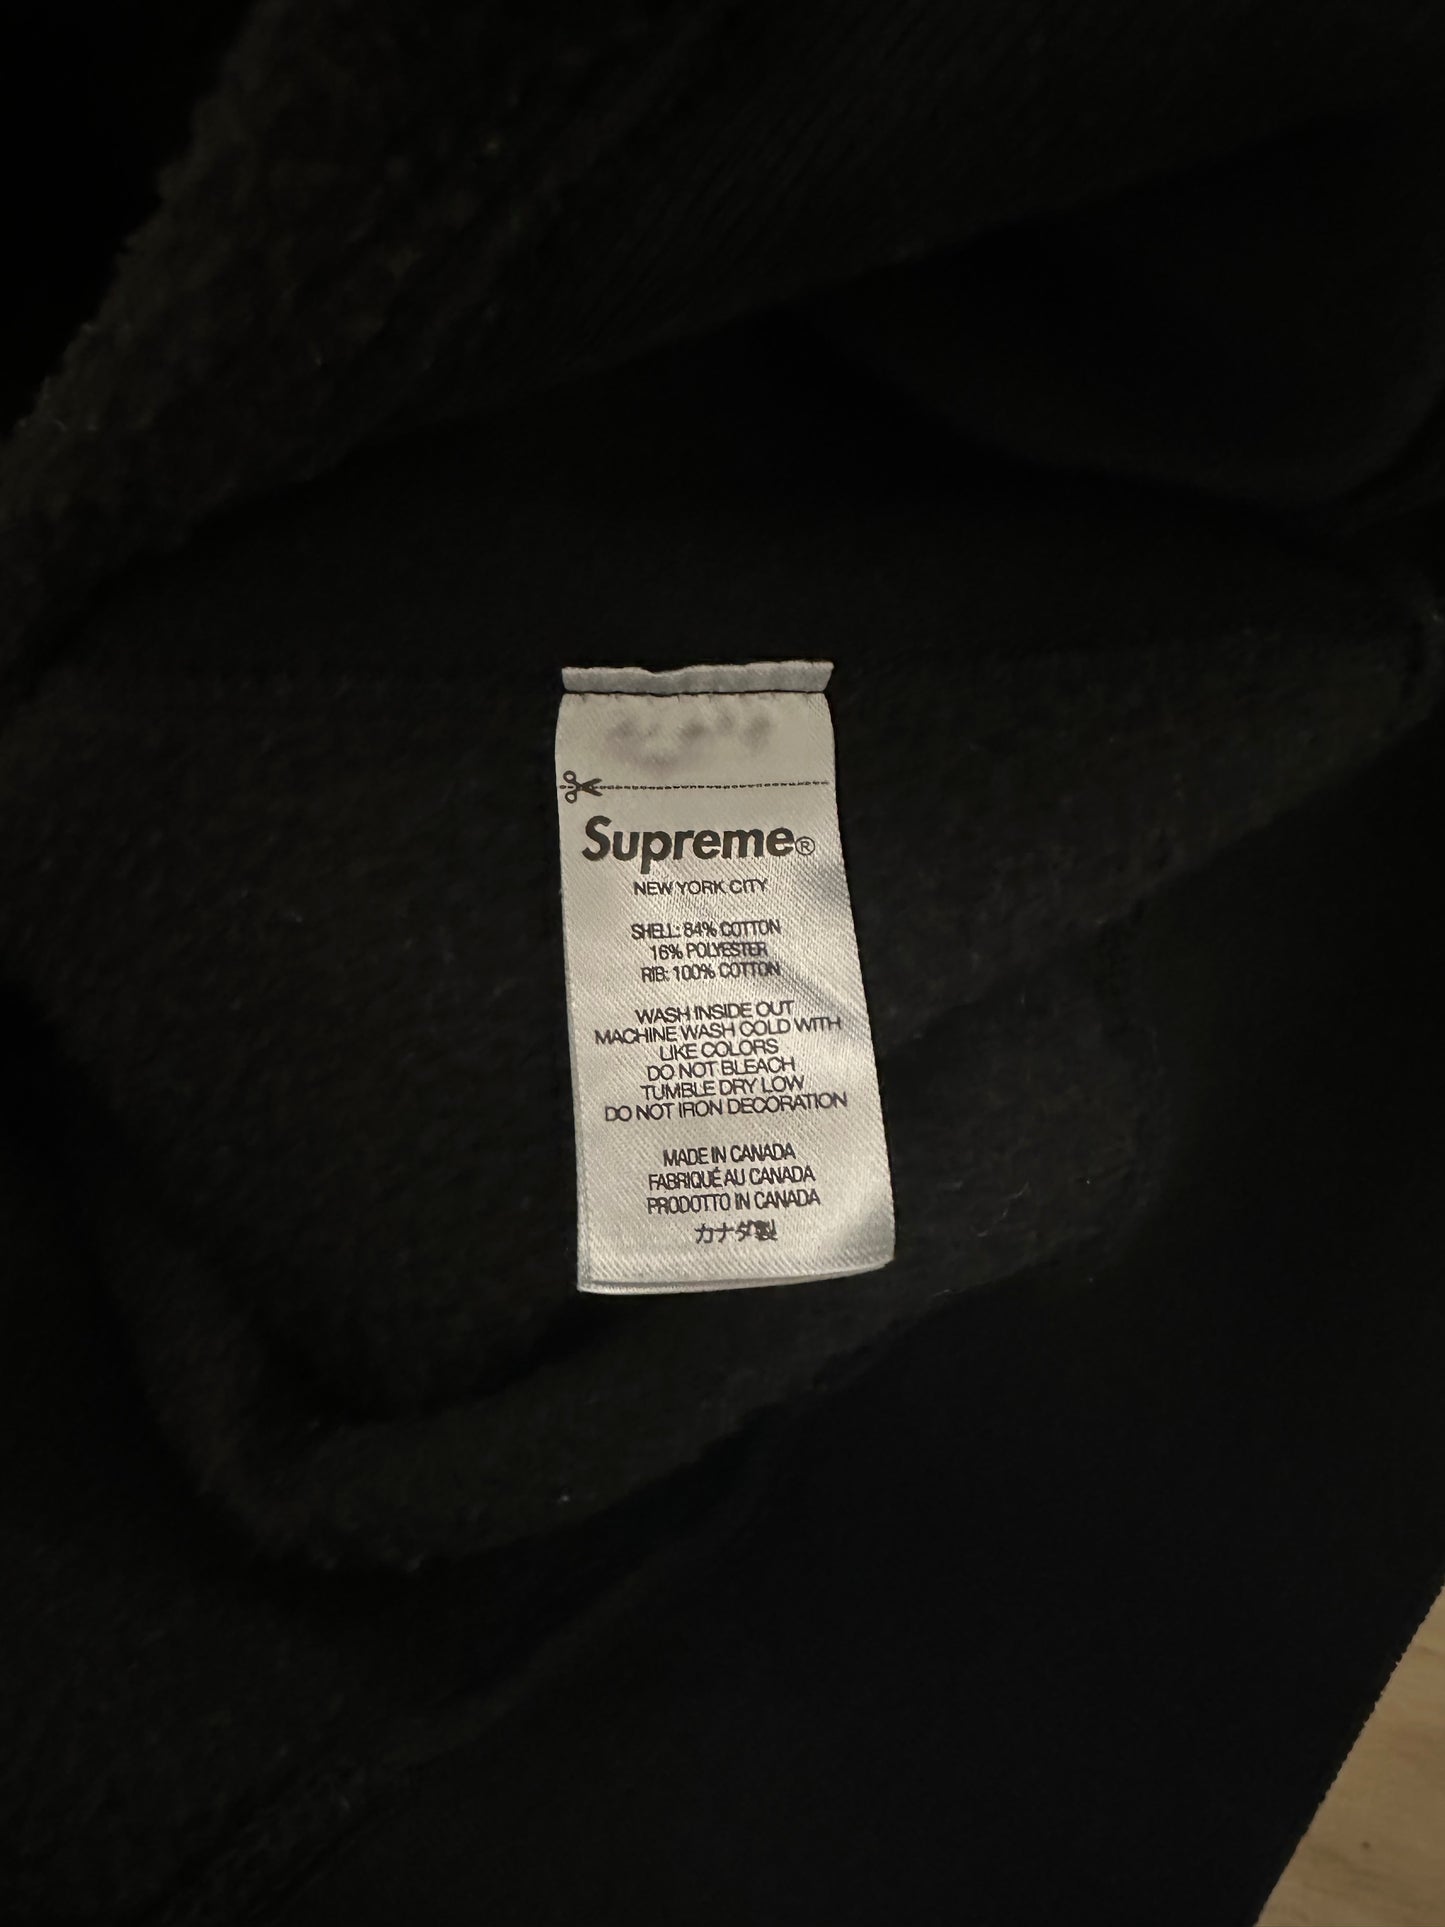 Supreme®
NEW YORK CITY
SHELL: 84% COTTON
16% POLYESTER
RIB: 100% COTTON
WASH INSIDE OUT
MACHINE WASH COLD WITH
LIKE COLORS
DO NOT BLEACH
TUMBLE DRY LOW
DO NOT IRON DECORATION
MADE IN CANADA
FABRIQUÉ AU CANADA
PRODOTTO IN CANADA
カナダ製